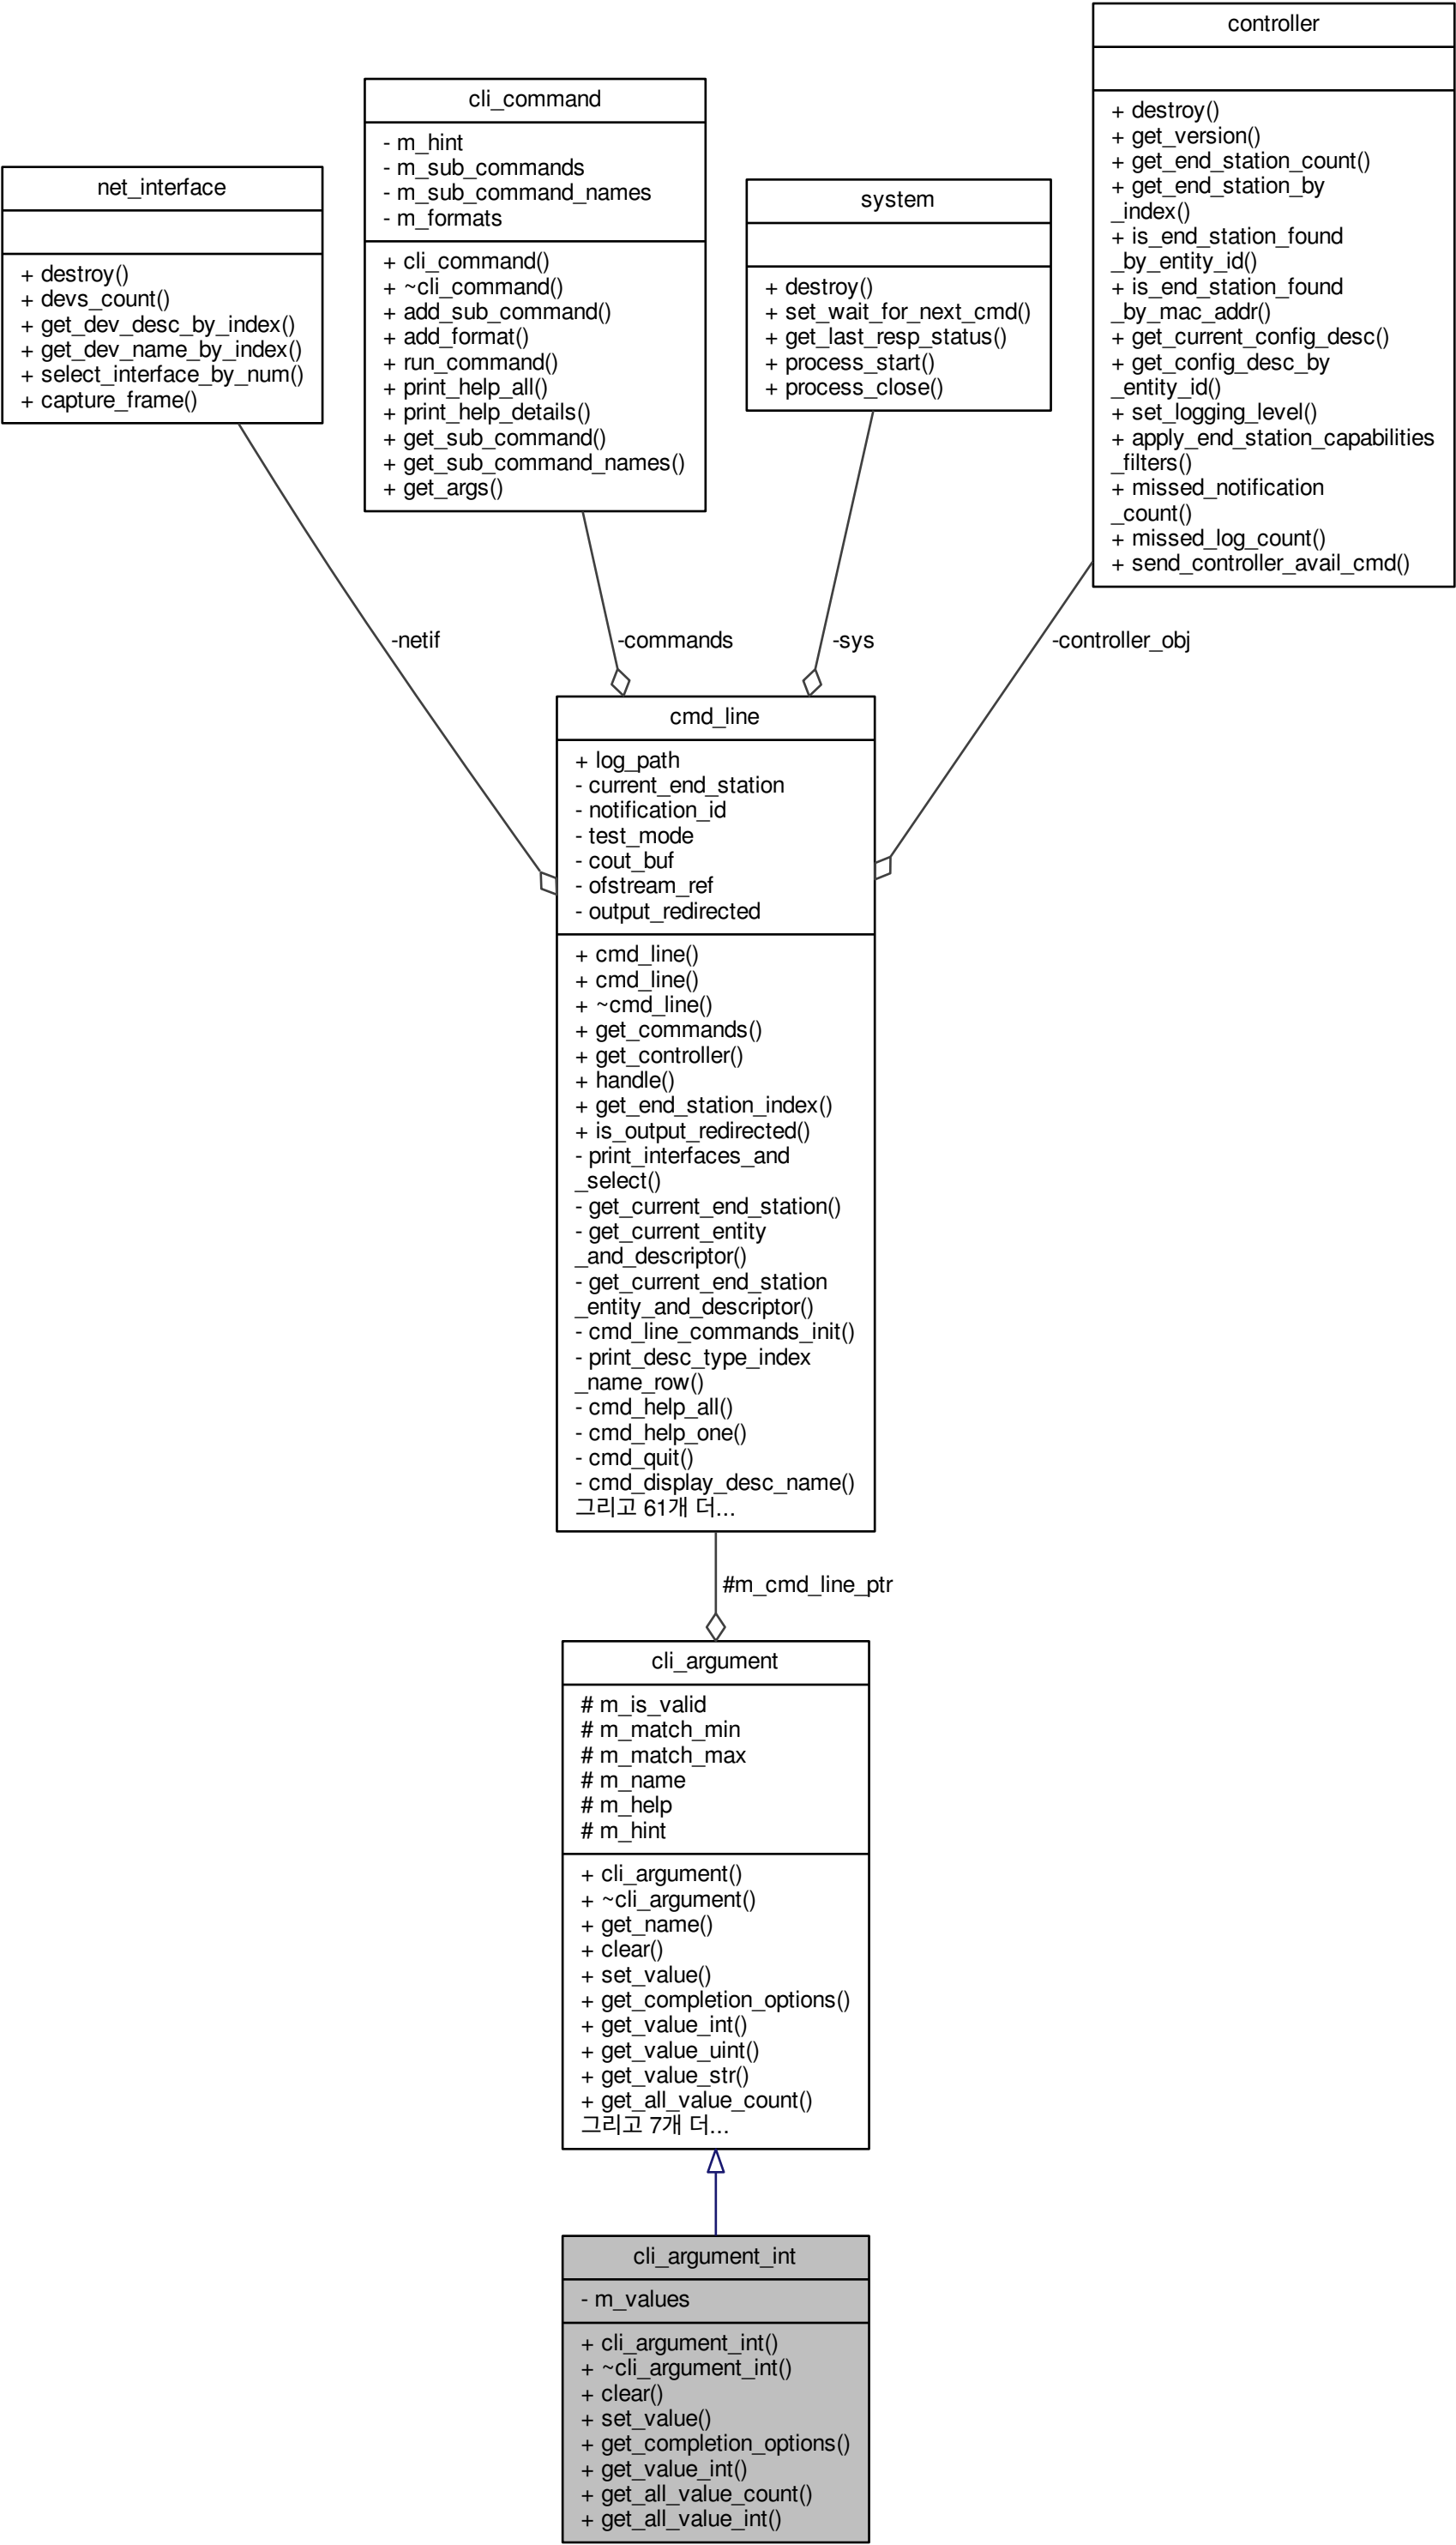 controller
+ destroy()
+ get_version()
+ get_end_station_count()
+ get_end_station_by
_index()
+ is_end_station_found
_by_entity_id()
+ is_end_station_found
_by_mac_addr()
+ get_current_config_desc()
+ get_config_desc_by
_entity_id()
+ set_logging_level()
+ apply_end_station_capabilities
_filters()
+ missed_notification
_count()
+ missed_log_count()
+ send_controller_avail_cmd()
cli_command
- m_hint
- m_sub_commands
- m_sub_command_names
- m_formats
+ cli_command()
+ ~cli_command()
+ add_sub_command()
+ add_format()
+ run_command()
+ print_help_all()
+ print_help_details()
+ get_sub_command()
+ get_sub_command_names()
+ get_args()
net_interface
+ destroy()
+ devs_count()
+ get_dev_desc_by_index()
+ get_dev_name_by_index()
+ select_interface_by_num()
+ capture_frame()
system
+ destroy()
+ set_wait_for_next_cmd()
+ get_last_resp_status()
+ process_start()
+ process_close()
-netif
-commands
-sys
-controller_obj
cmd_line
+ log_path
- current_end_station
- notification_id
- test_mode
- cout_buf
- ofstream_ref
- output_redirected
+ cmd_line()
+ cmd_line()
+ ~cmd_line()
+ get_commands()
+ get_controller()
+ handle()
+ get_end_station_index()
+ is_output_redirected()
- print_interfaces_and
_select()
- get_current_end_station()
- get_current_entity
_and_descriptor()
- get_current_end_station
_entity_and_descriptor()
- cmd_line_commands_init()
- print_desc_type_index
_name_row()
- cmd_help_all()
- cmd_help_one()
- cmd_quit()
- cmd_display_desc_name()
그리고 61개 더...
#m_cmd_line_ptr
cli_argument
# m_is_valid
# m_match_min
# m_match_max
# m_name
# m_help
# m_hint
+ cli_argument()
+ ~cli_argument()
+ get_name()
+ clear()
+ set_value()
+ get_completion_options()
+ get_value_int()
+ get_value_uint()
+ get_value_str()
+ get_all_value_count()
그리고 7개 더...
cli_argument_int
- m_values
+ cli_argument_int()
+ ~cli_argument_int()
+ clear()
+ set_value()
+ get_completion_options()
+ get_value_int()
+ get_all_value_count()
+ get_all_value_int()